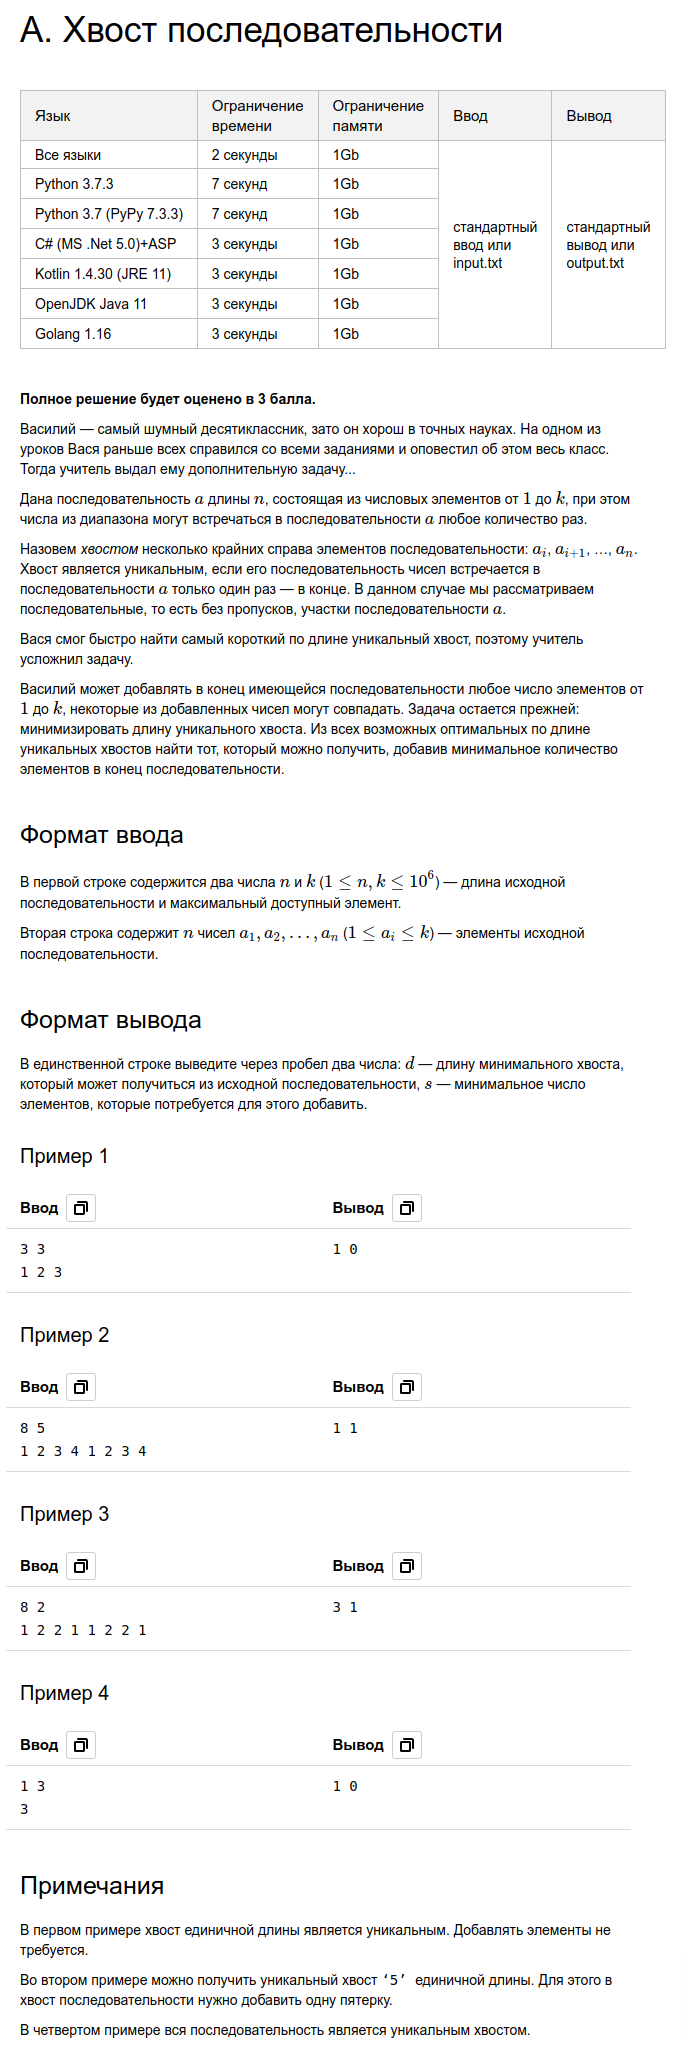 А. Хвост последовательности
Язык
Ограничение
времени
Ограничение
памяти
Ввод
Вывод
Все языки
2 секунды
1Gb
стандартный
ввод или
input.txt
стандартный
вывод или
output.txt
Python 3.7.3
7 секунд
1Gb
Python 3.7 (PyPy 7.3.3)
7 секунд
1Gb
C# (MS .Net 5.0)+ASP
3 секунды
1Gb
Kotlin 1.4.30 (JRE 11)
3 секунды
1Gb
OpenJDK Java 11
3 секунды
1Gb
Golang 1.16
3 секунды
1Gb
Полное решение будет оценено в 3 балла.
Василий — самый шумный десятиклассник, зато он хорош в точных науках. На одном из
уроков Вася раньше всех справился со всеми заданиями и оповестил об этом весь класс.
Тогда учитель выдал ему дополнительную задачу...
Дана последовательность a длины n, состоящая из числовых элементов от 1 до k, при этом
числа из диапазона могут встречаться в последовательности a любое количество раз.
Назовем хвостом несколько крайних справа элементов последовательности: aᵢ, aᵢ₊₁, ..., aₙ.
Хвост является уникальным, если его последовательность чисел встречается в
последовательности a только один раз — в конце. В данном случае мы рассматриваем
последовательные, то есть без пропусков, участки последовательности a.
Вася смог быстро найти самый короткий по длине уникальный хвост, поэтому учитель
усложнил задачу.
Василий может добавлять в конец имеющейся последовательности любое число элементов от
1 до k, некоторые из добавленных чисел могут совпадать. Задача остается прежней:
минимизировать длину уникального хвоста. Из всех возможных оптимальных по длине
уникальных хвостов найти тот, который можно получить, добавив минимальное количество
элементов в конец последовательности.
Формат ввода
В первой строке содержится два числа n и k (1 ≤ n, k ≤ 10⁶) — длина исходной
последовательности и максимальный доступный элемент.
Вторая строка содержит n чисел a₁, a₂, . . . , aₙ (1 ≤ aᵢ ≤ k) — элементы исходной
последовательности.
Формат вывода
В единственной строке выведите через пробел два числа: d — длину минимального хвоста,
который может получиться из исходной последовательности, s — минимальное число
элементов, которые потребуется для этого добавить.
Пример 1
Ввод
Вывод
3 3
1 2 3
1 0
Пример 2
Ввод
Вывод
8 5
1 2 3 4 1 2 3 4
1 1
Пример 3
Ввод
Вывод
8 2
1 2 2 1 1 2 2 1
3 1
Пример 4
Ввод
Вывод
1 3
3
1 0
Примечания
В первом примере хвост единичной длины является уникальным. Добавлять элементы не
требуется.
Во втором примере можно получить уникальный хвост ‘5’ единичной длины. Для этого в
хвост последовательности нужно добавить одну пятерку.
В четвертом примере вся последовательность является уникальным хвостом.